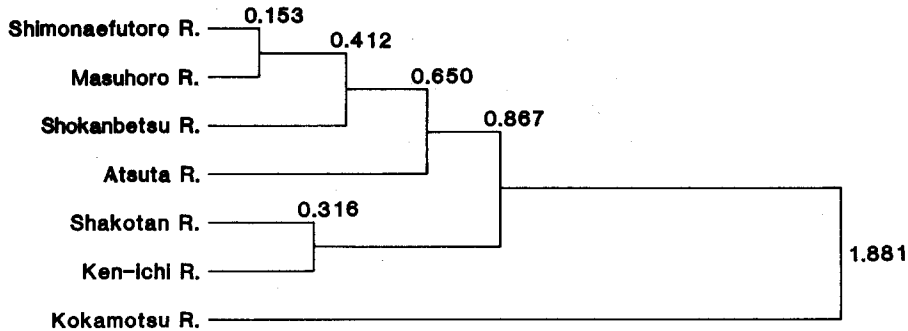 0.153
Shimonaefutoro R.
0.412
Masuhoro R.
0.650
Shokanbetsu R.
0.867
Atsuta R.
0.316
Shakotan R.
1.881
Ken-ichi R.
Kokamotsu R.